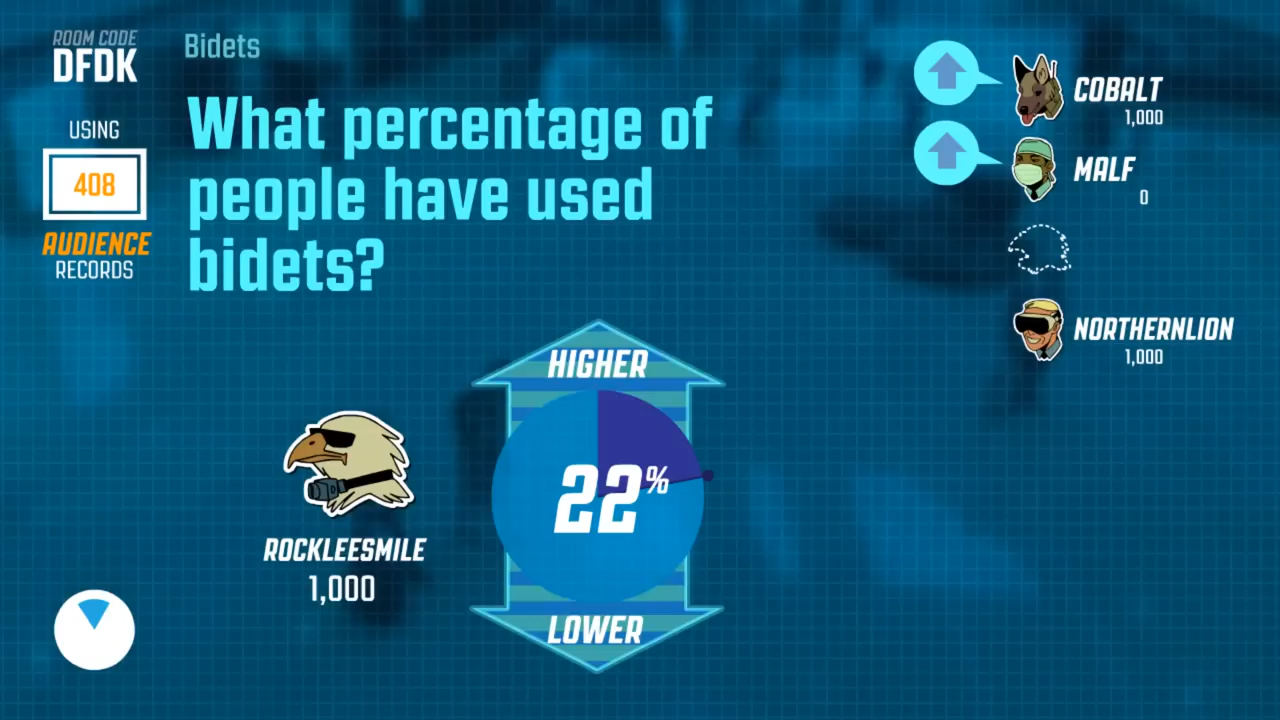 ROOM CODE
DFDK
USING
408
AUDIENCE
RECORDS
Bidets
What percentage of
people have used
bidets?
HIGHER
22%
LOWER
ROCKLEESMILE
1,000
COBALT
1,000
MALF
0
NORTHERNLION
1,000